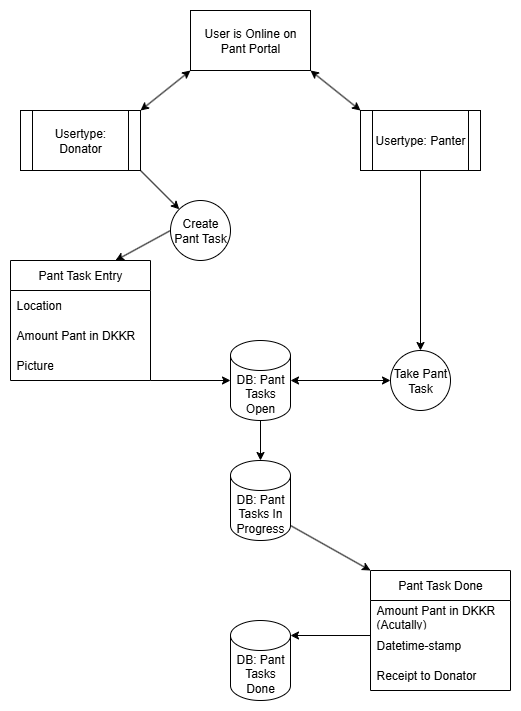 User is Online on
Pant Portal
Usertype:
Donator
Usertype: Panter
Create
Pant Task
Pant Task Entry
Location
Amount Pant in DKKR
Picture
DB: Pant
Tasks
Open
Take Pant
Task
DB: Pant
Tasks In
Progress
Pant Task Done
Amount Pant in DKKR
(Acutally)
Datetime-stamp
Receipt to Donator
DB: Pant
Tasks
Done